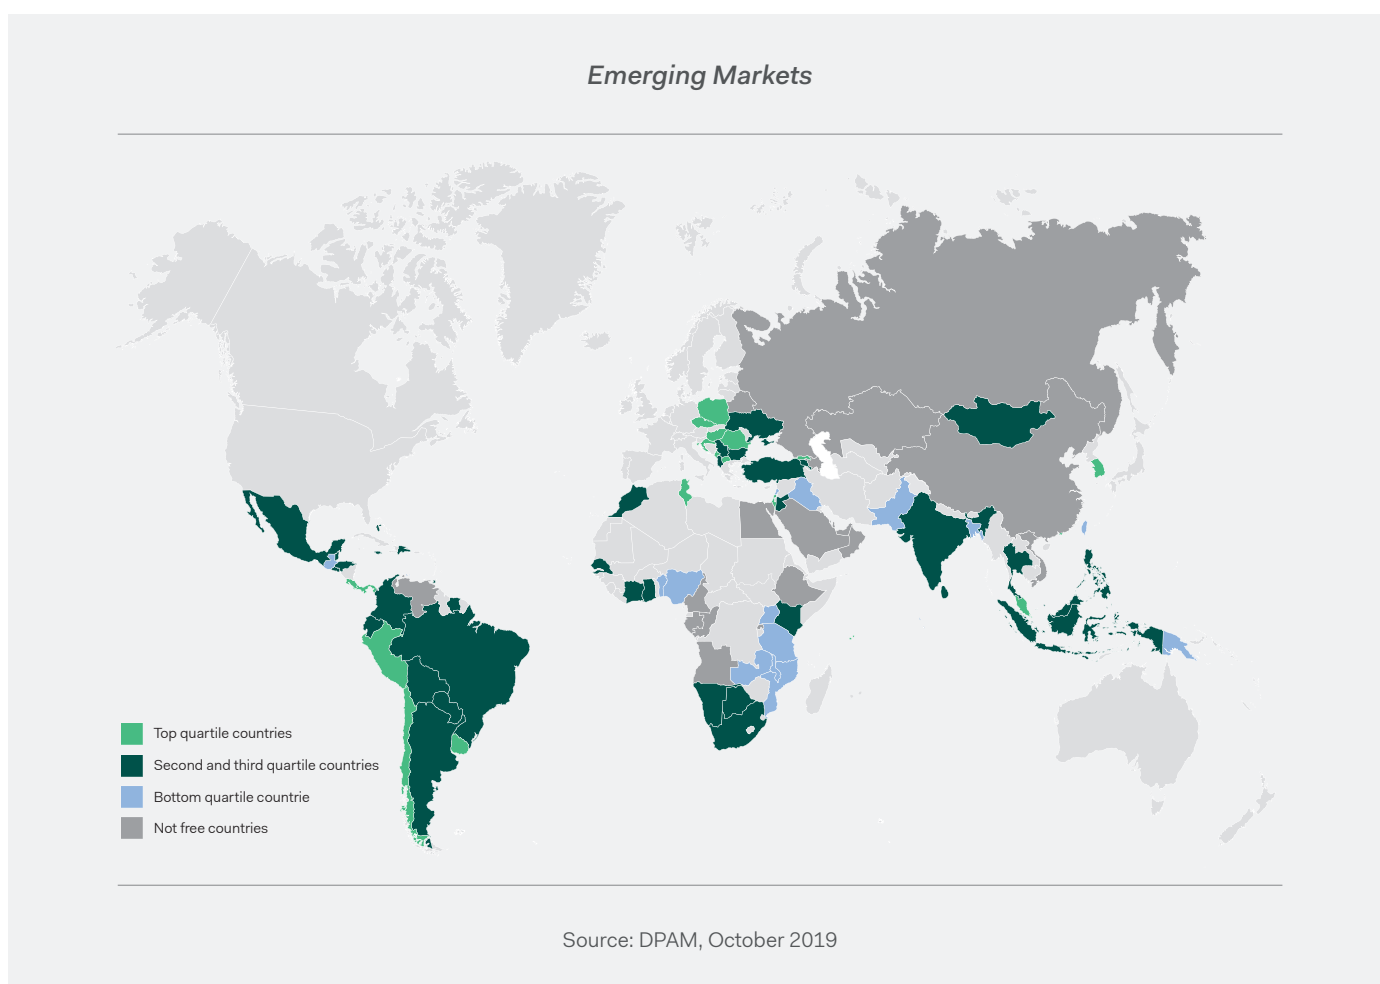 Emerging Markets
Top quartile countries
Second and third quartile countries
Bottom quartile countrie
Not free countries
Source: DPAM, October 2019